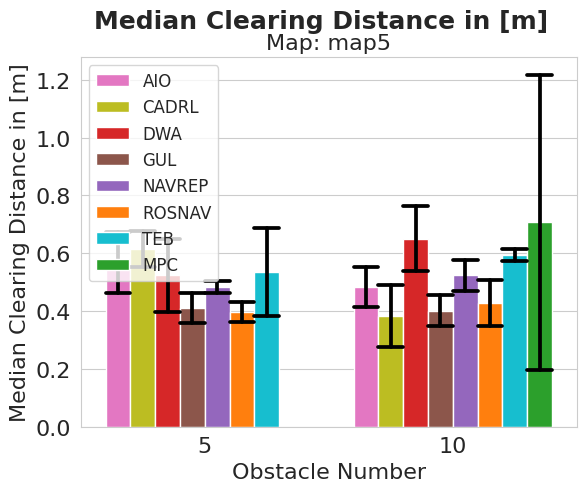 Median Clearing Distance in [m]
Map: map5
Median Clearing Distance in [m]
1.2
1.0
0.8
0.6
0.4
0.2
0.0
AIO
CADRL
DWA
GUL
NAVREP
ROSNAV
TEB
MPC
5
10
Obstacle Number